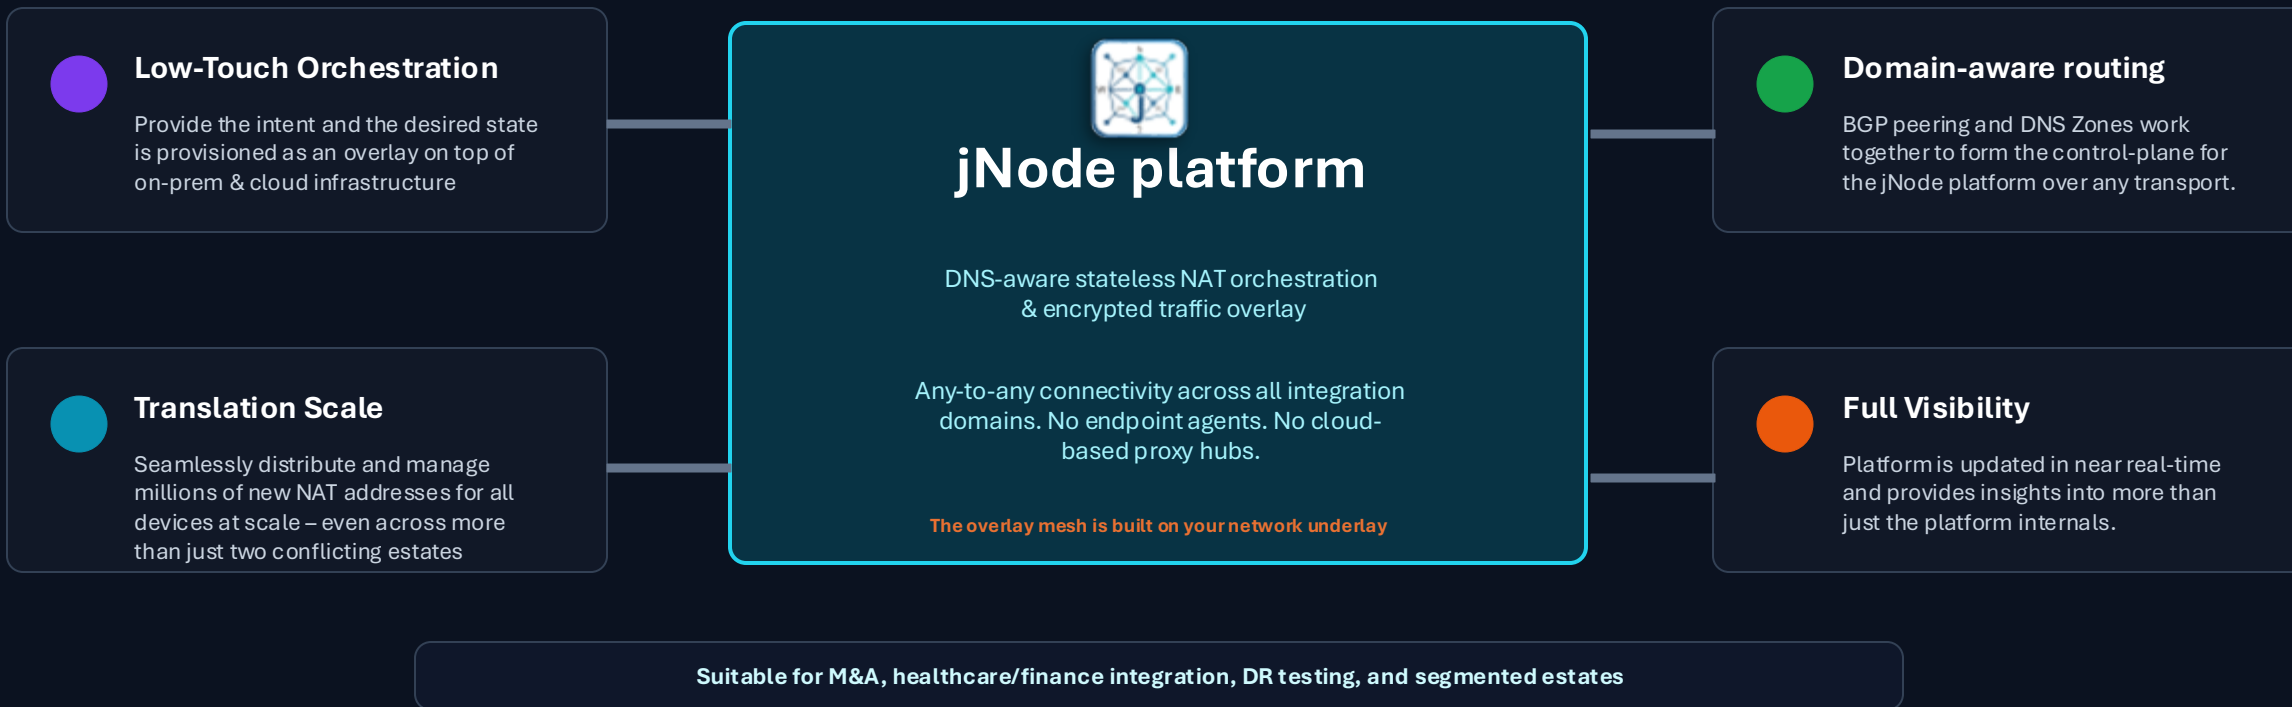 Low-Touch Orchestration
Provide the intent and the desired state
is provisioned as an overlay on top of
on-prem & cloud infrastructure
Translation Scale
Seamlessly distribute and manage
millions of new NAT addresses for all
devices at scale – even across more
than just two conflicting estates
jNode platform
DNS-aware stateless NAT orchestration
& encrypted traffic overlay
Any-to-any connectivity across all integration
domains. No endpoint agents. No cloud-
based proxy hubs.
The overlay mesh is built on your network underlay
Domain-aware routing
BGP peering and DNS Zones work
together to form the control-plane for
the jNode platform over any transport.
Full Visibility
Platform is updated in near real-time
and provides insights into more than
just the platform internals.
Suitable for M&A, healthcare/finance integration, DR testing, and segmented estates